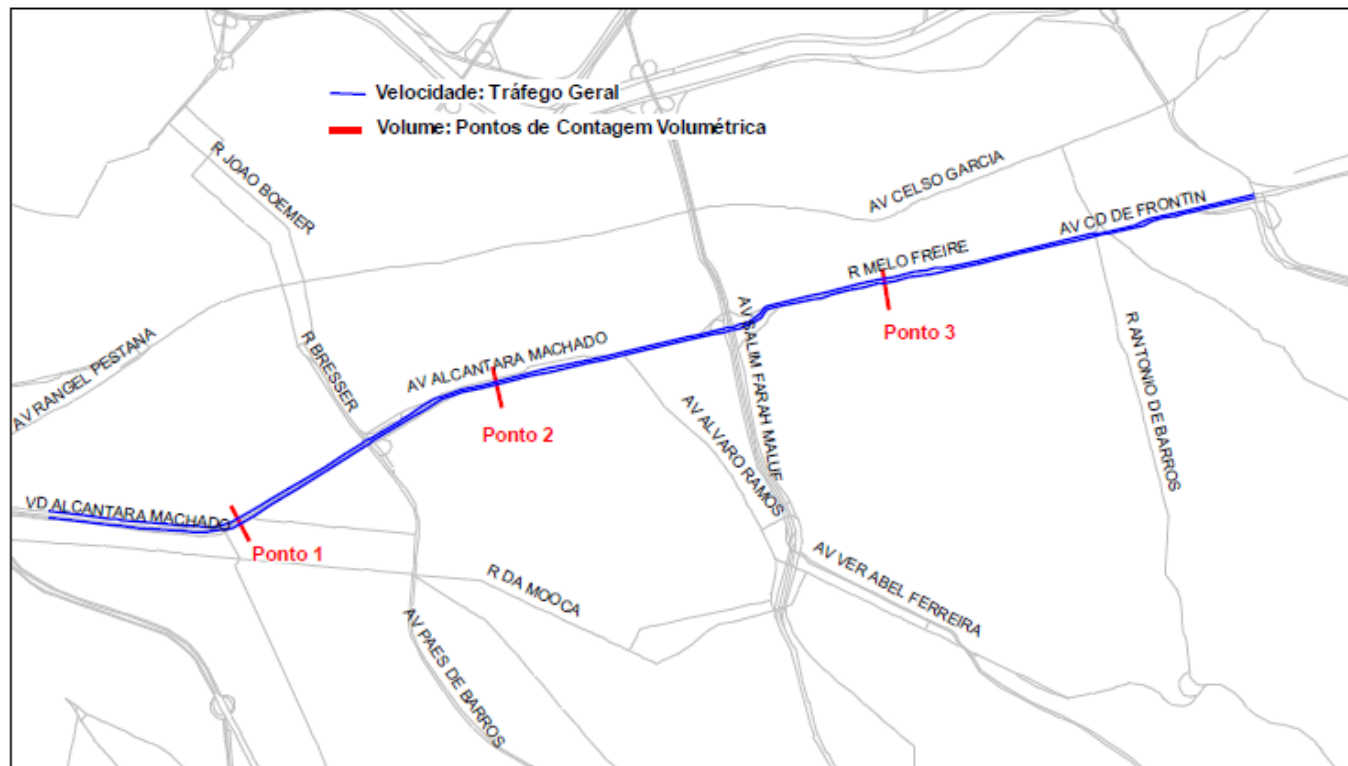 Velocidade: Tráfego Geral
Volume: Pontos de Contagem Volumétrica
R JOAO BOEMER
AV CELSO GARCIA
AV CD DE FRONTIN
R MELO FREIRE
Ponto 3
AV SALIM FARAH MALUF
R ANTONIO DE BARROS
AV RANGEL PESTANA
R BRESSER
AV ALCANTARA MACHADO
Ponto 2
AV ALVARO RAMOS
VD ALCANTARA MACHADO
Ponto 1
R DA MOOCA
AV VER ABEL FERREIRA
AV PAES DE BARROS